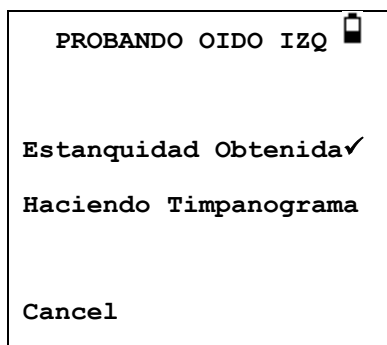 PROBANDO OIDO IZQ
Estanquidad Obtenida✓
Haciendo Timpanograma
Cancel